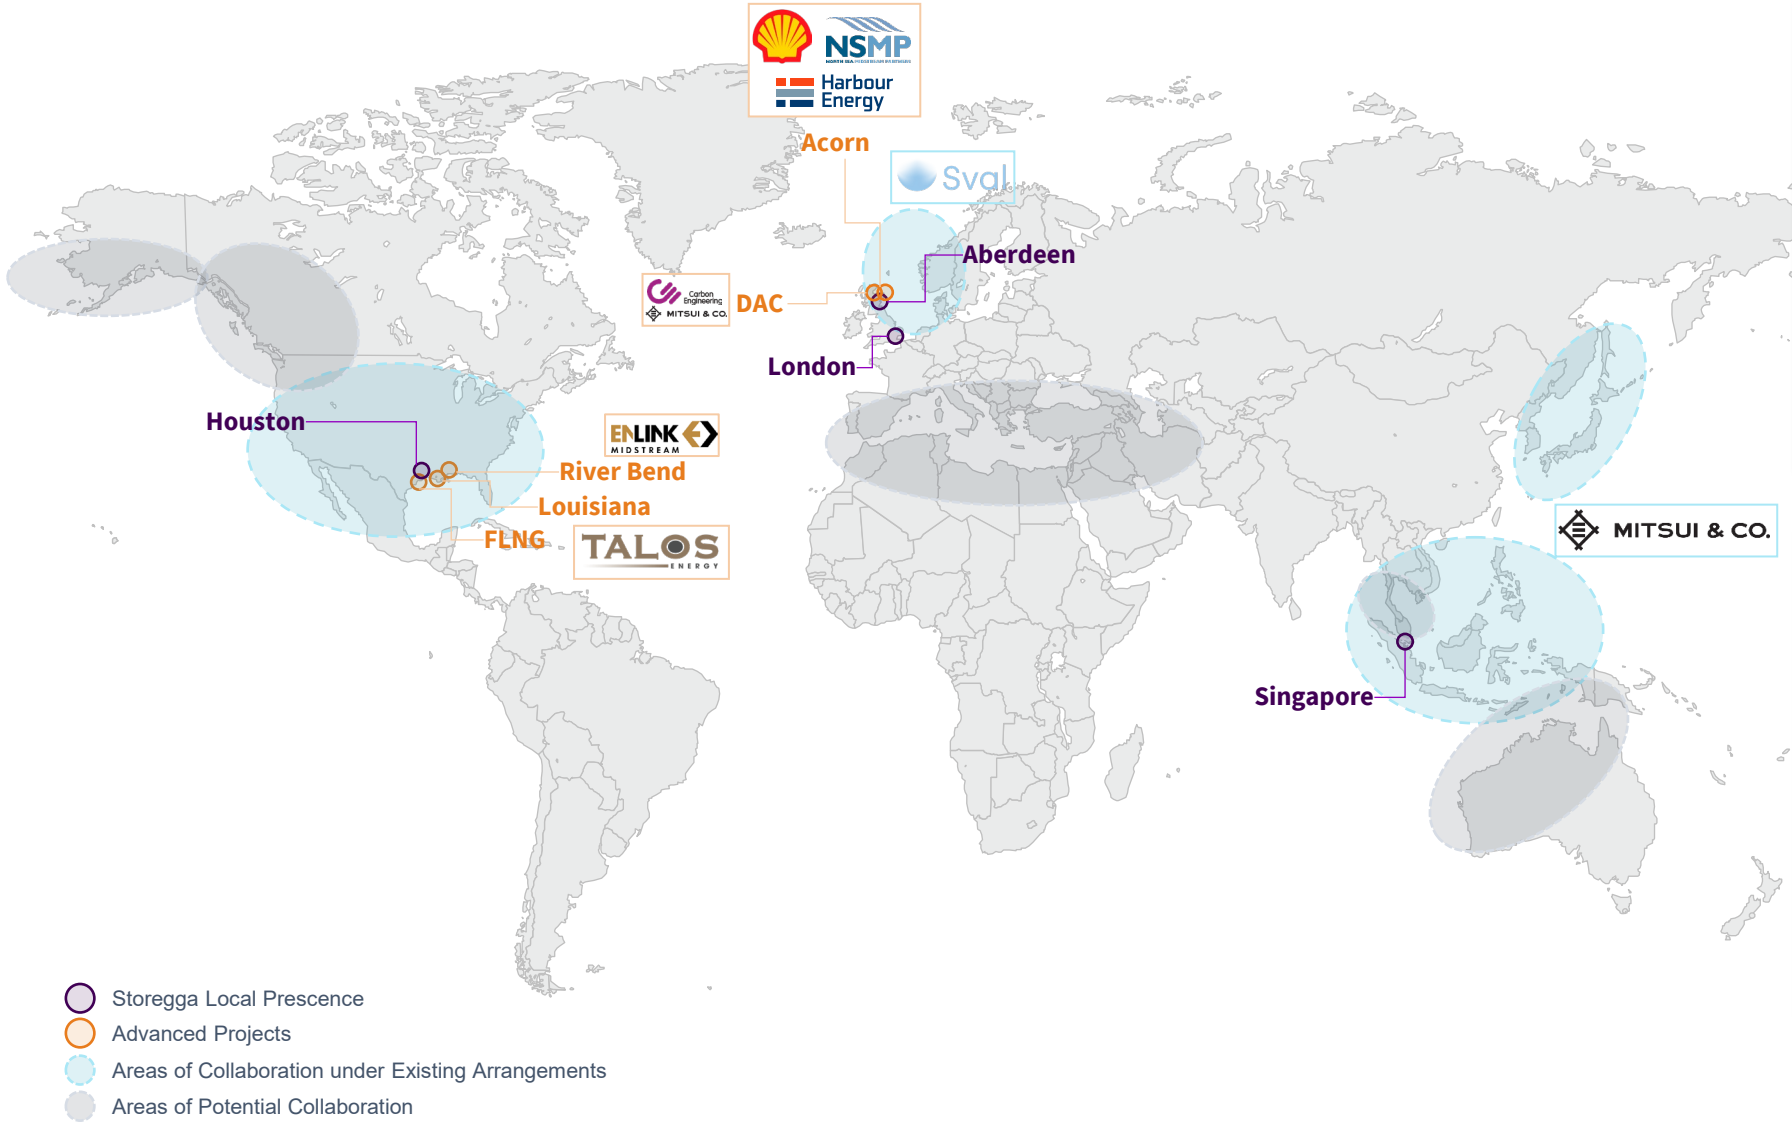 NSMP
Harbour
Energy
Acorn
Sval
Aberdeen
Carbon
Engineering
MITSUI & CO.
DAC
London
Houston
ENLINK
MIDSTREAM
River Bend
Louisiana
FLNG
TALOS
ENERGY
MITSUI & CO.
Singapore
Storegga Local Prescence
Advanced Projects
Areas of Collaboration under Existing Arrangements
Areas of Potential Collaboration